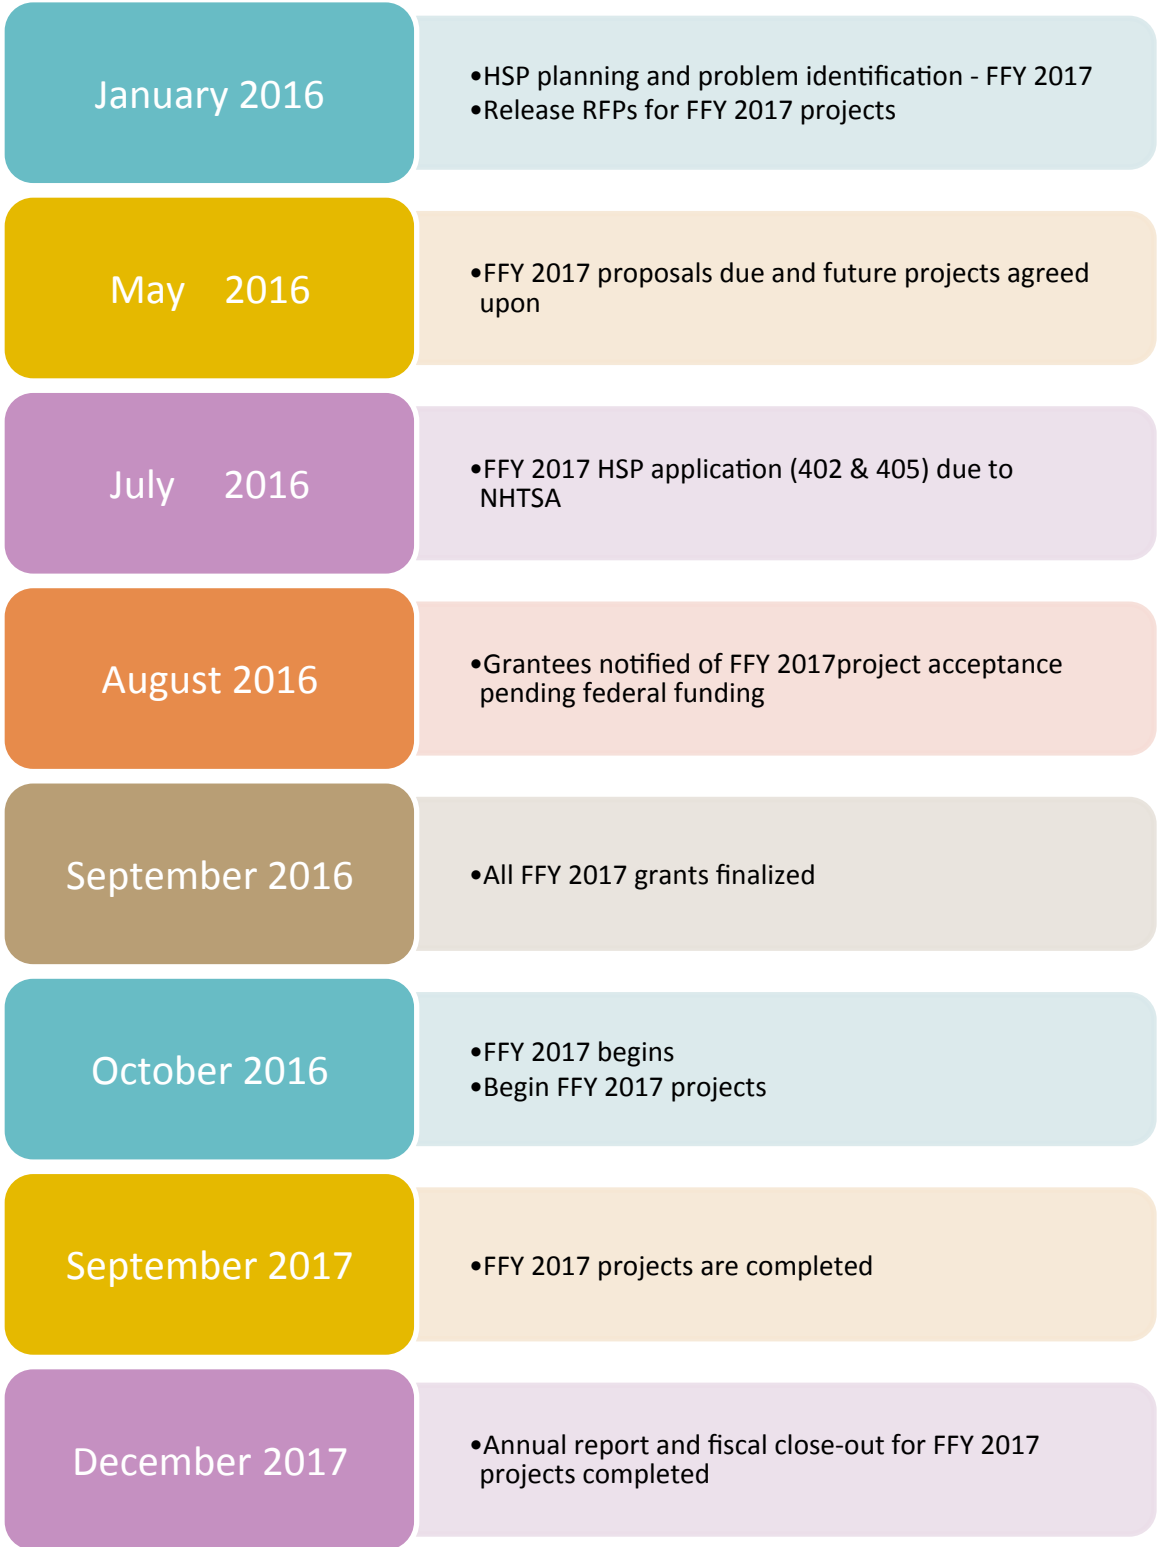 January 2016
•HSP planning and problem identification - FFY 2017
•Release RFPs for FFY 2017 projects
May 2016
•FFY 2017 proposals due and future projects agreed
upon
July 2016
•FFY 2017 HSP application (402 & 405) due to
NHTSA
August 2016
•Grantees notified of FFY 2017project acceptance
pending federal funding
September 2016
•All FFY 2017 grants finalized
October 2016
•FFY 2017 begins
•Begin FFY 2017 projects
September 2017
•FFY 2017 projects are completed
December 2017
•Annual report and fiscal close-out for FFY 2017
projects completed